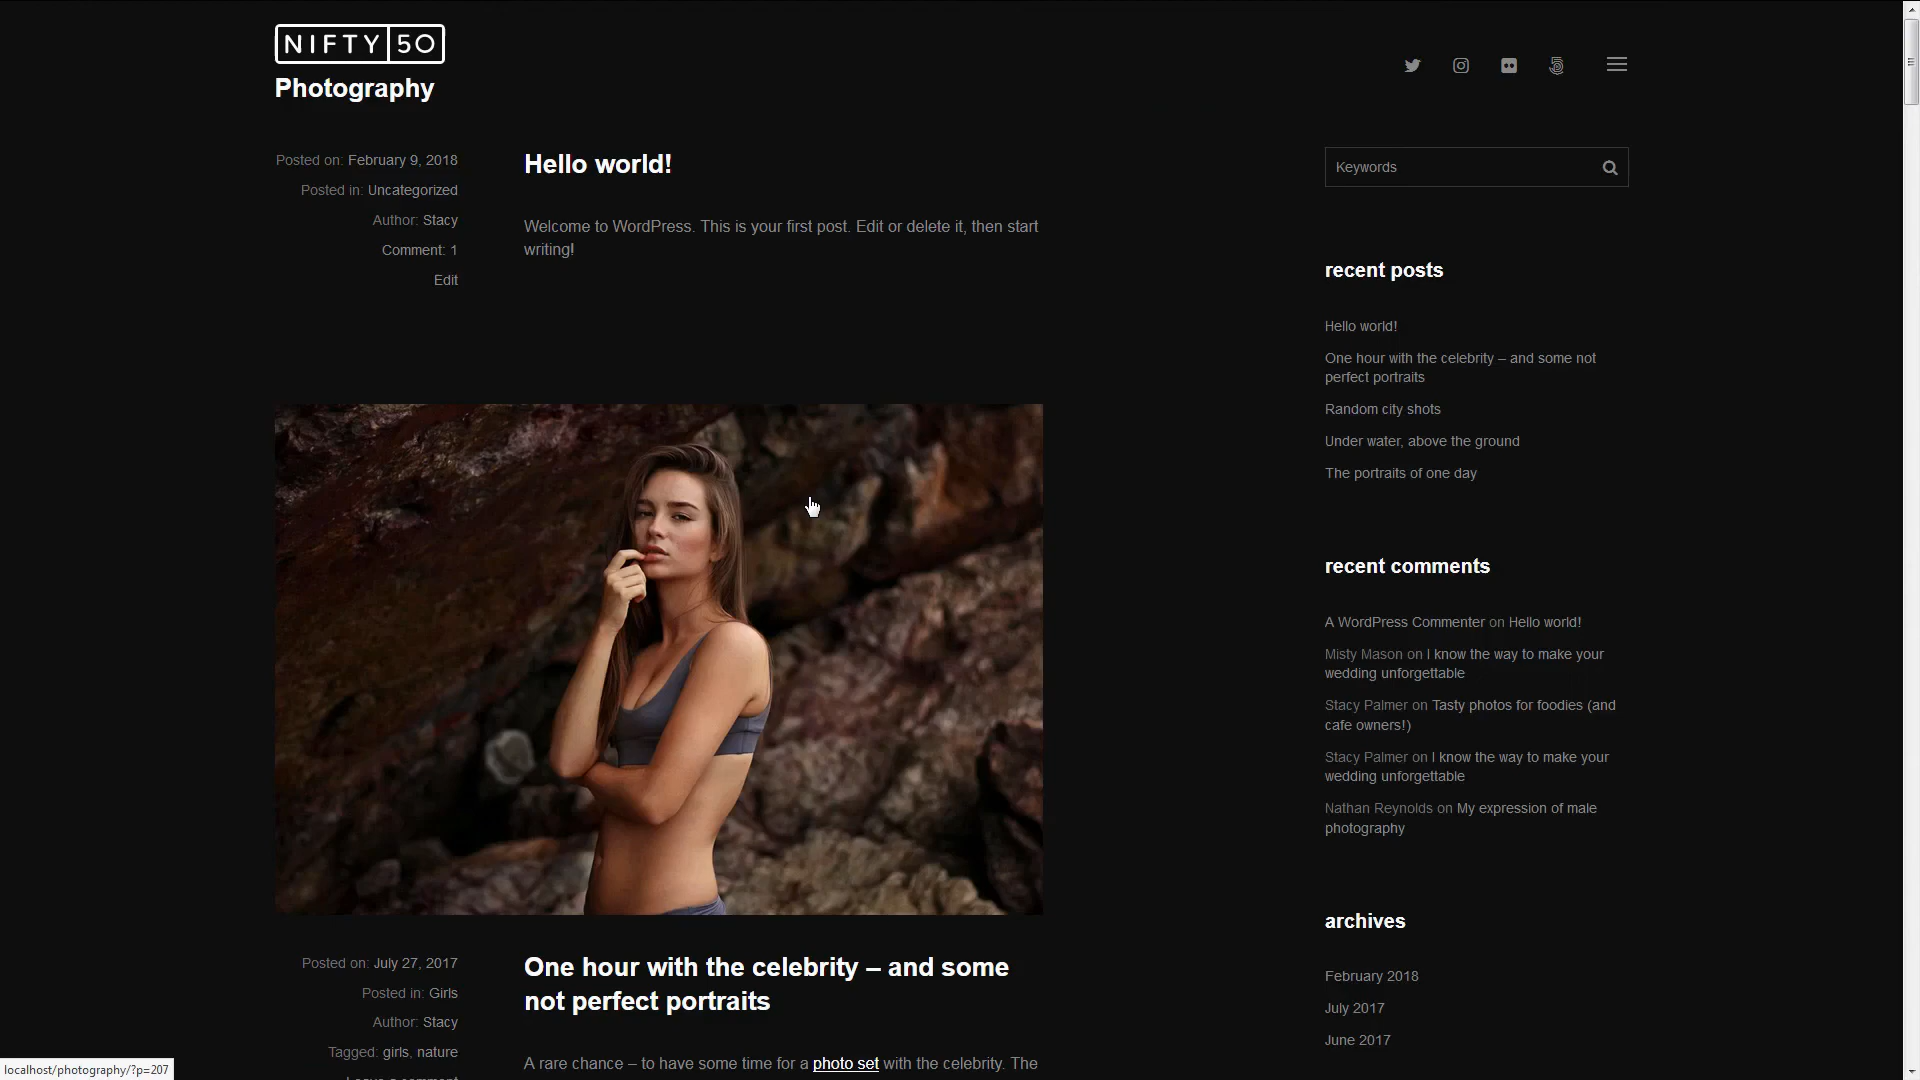 NIFTY 50
Photography
Posted on: February 9, 2018
Posted in: Uncategorized
Author: Stacy
Comment: 1
Edit
Hello world!
Welcome to WordPress. This is your first post. Edit or delete it, then start
writing!
Keywords
recent posts
Hello world!
One hour with the celebrity – and some not
perfect portraits
Random city shots
Under water, above the ground
The portraits of one day
recent comments
A WordPress Commenter on Hello world!
Misty Mason on I know the way to make your
wedding unforgettable
Stacy Palmer on Tasty photos for foodies (and
cafe owners!)
Stacy Palmer on I know the way to make your
wedding unforgettable
Nathan Reynolds on My expression of male
photography
archives
February 2018
July 2017
June 2017
Posted on: July 27, 2017
Posted in: Girls
Author: Stacy
Tagged: girls, nature
One hour with the celebrity – and some
not perfect portraits
A rare chance – to have some time for a photo set with the celebrity. The
localhost/photography/?p=207